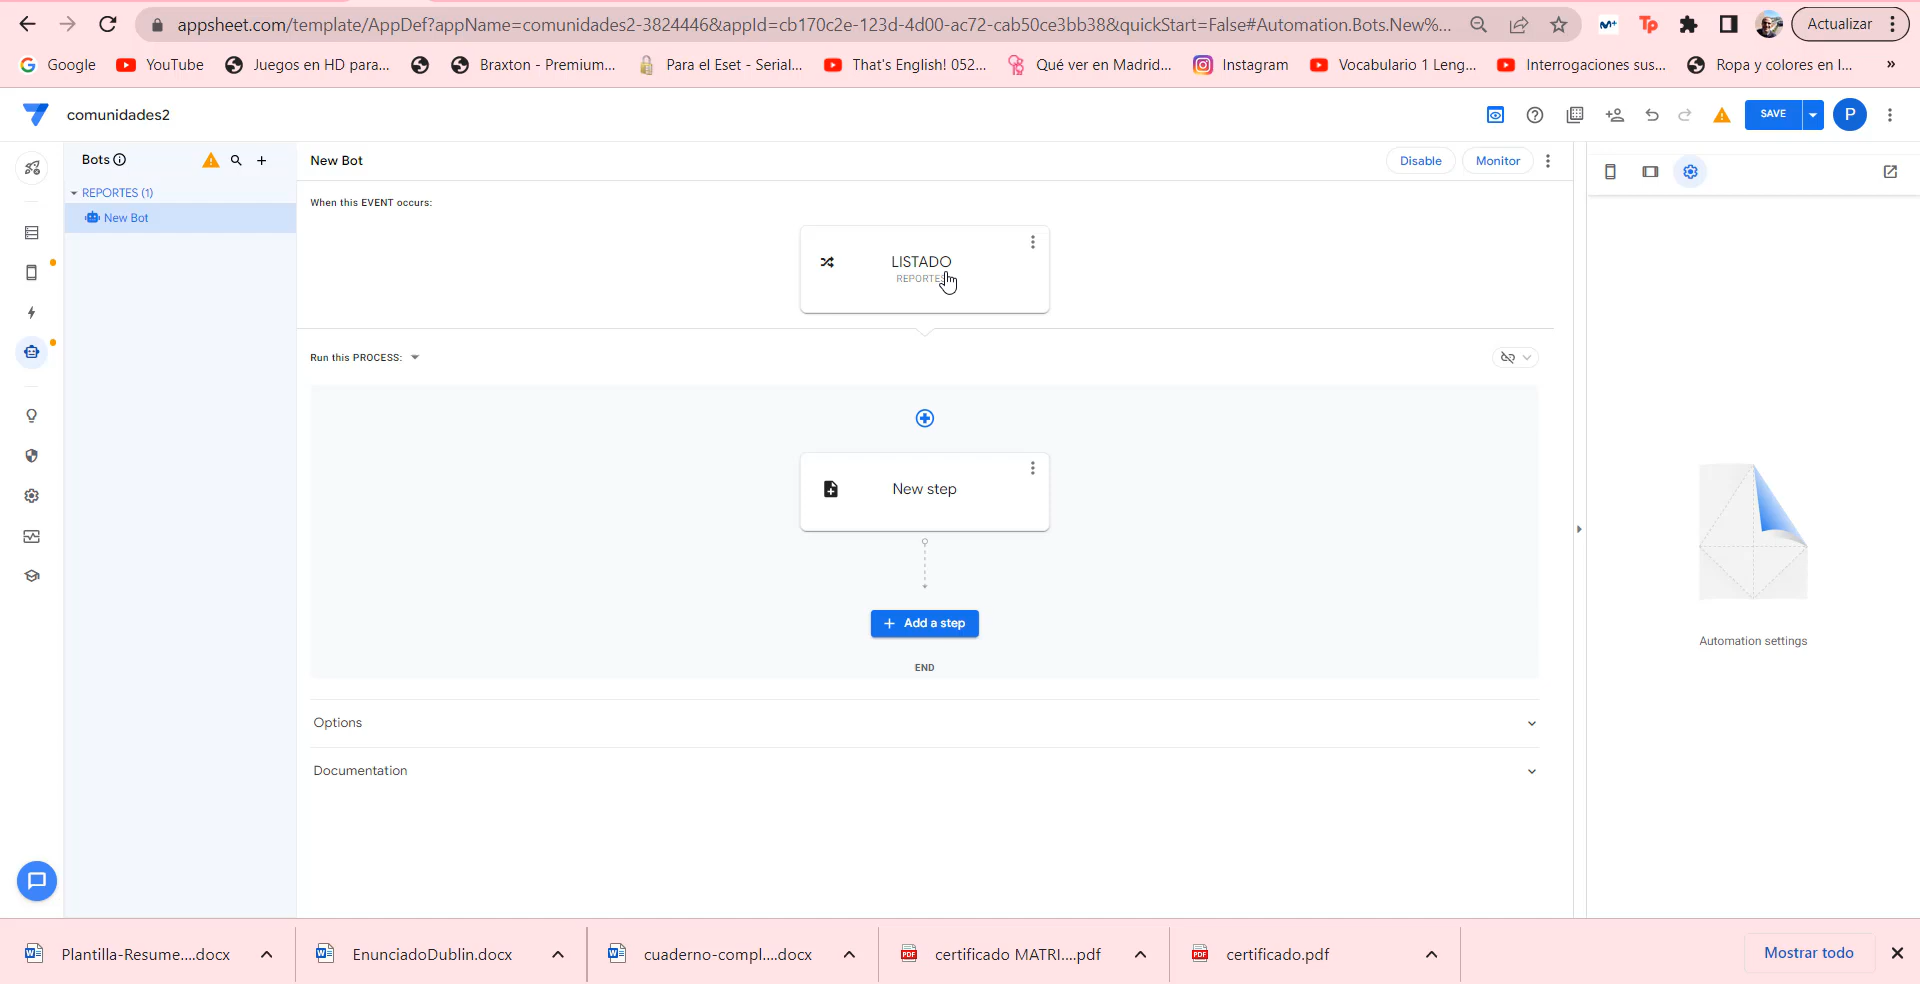 appsheet.com/template/AppDef?appName=comunidades2-3824446&appId=cb170c2e-123d-4d00-ac72-cab50ce3bb38&quickStart=False#Automation.Bots.New%...
Actualizar
Google
YouTube
Juegos en HD para...
Braxton - Premium...
Para el Eset - Serial...
That's English! 052...
Qué ver en Madrid...
Instagram
Vocabulario 1 Leng...
Interrogaciones sus...
Ropa y colores en I...
»
comunidades2
SAVE
P
Bots
New Bot
Disable
Monitor
REPORTES (1)
New Bot
When this EVENT occurs:
LISTADO
REPORTES
Run this PROCESS:
New step
+ Add a step
END
Options
Documentation
Automation settings
Plantilla-Resume....docx
EnunciadoDublin.docx
cuaderno-compl....docx
certificado MATRI....pdf
certificado.pdf
Mostrar todo